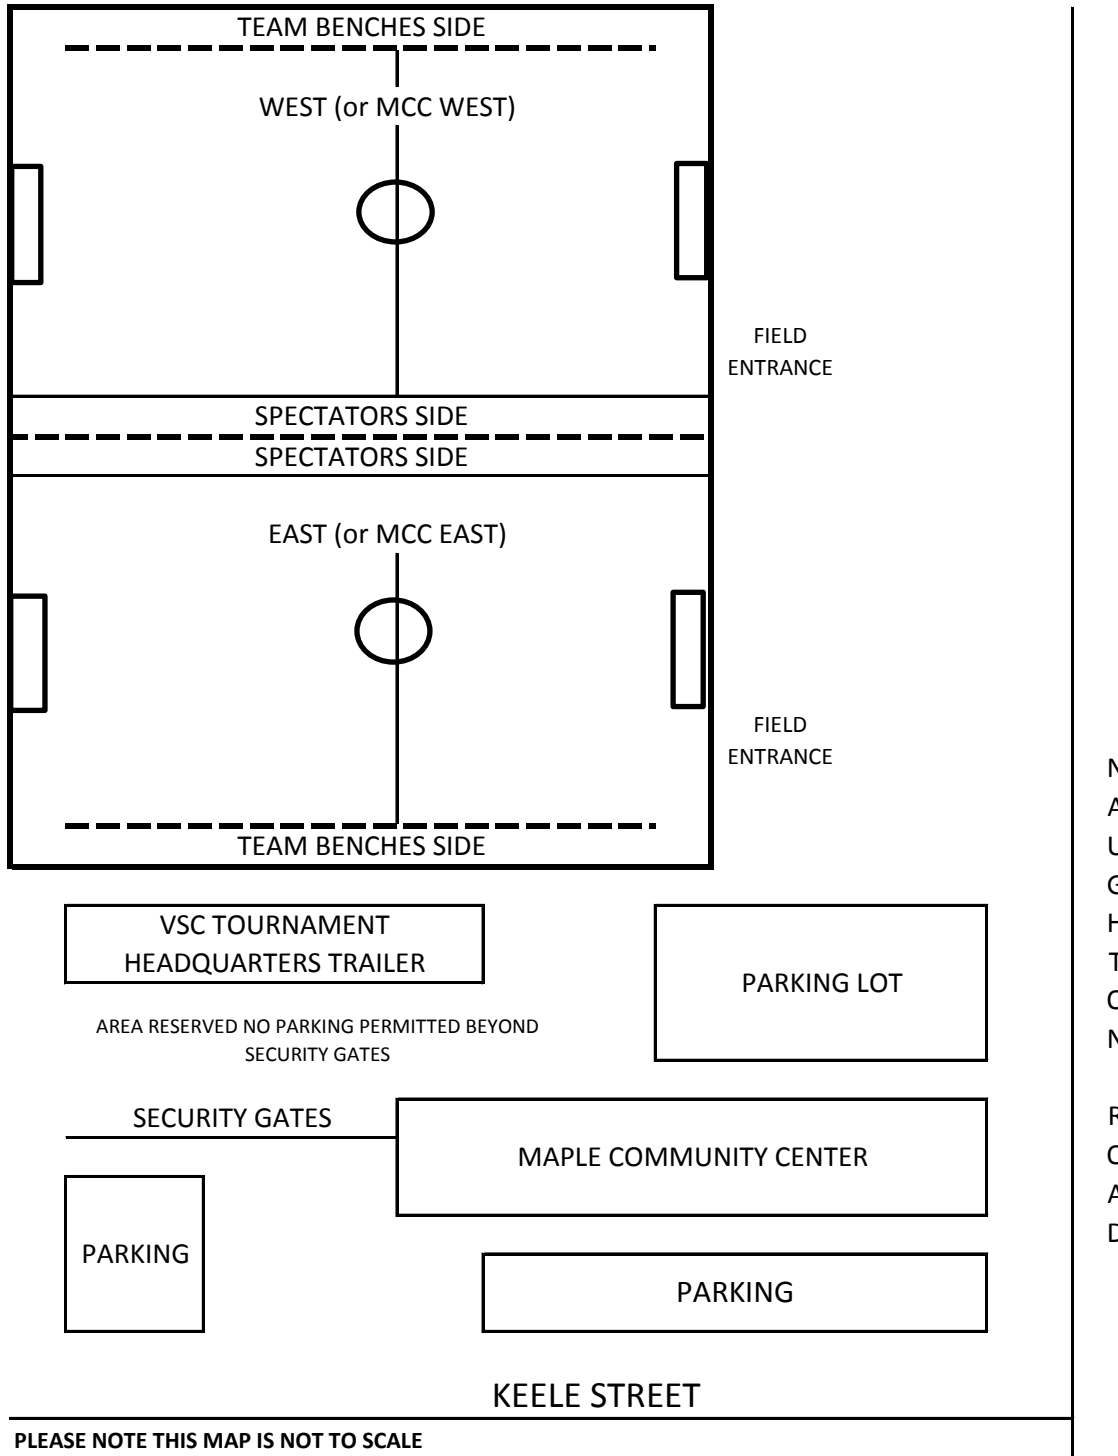 TEAM BENCHES SIDE
WEST (or MCC WEST)
FIELD
ENTRANCE
SPECTATORS SIDE
SPECTATORS SIDE
EAST (or MCC EAST)
FIELD
ENTRANCE
TEAM BENCHES SIDE
VSC TOURNAMENT
HEADQUARTERS TRAILER
PARKING LOT
AREA RESERVED NO PARKING PERMITTED BEYOND
SECURITY GATES
SECURITY GATES
MAPLE COMMUNITY CENTER
PARKING
PARKING
KEELE STREET
PLEASE NOTE THIS MAP IS NOT TO SCALE